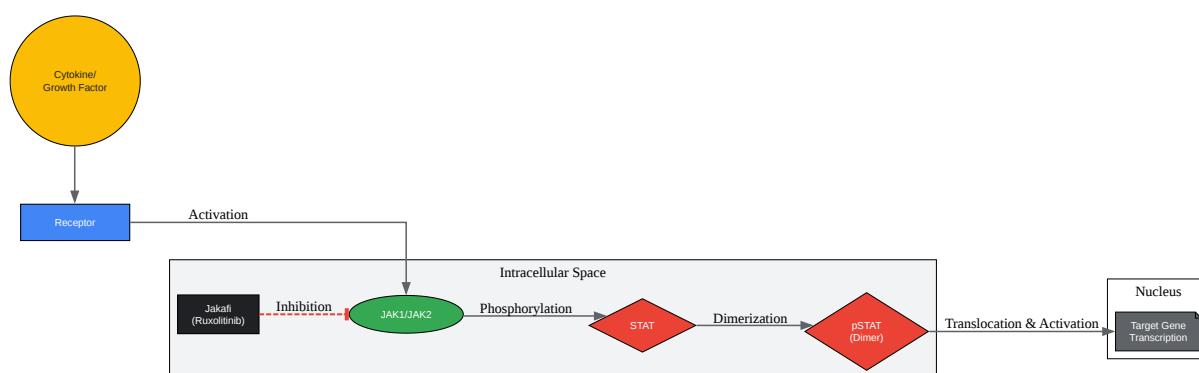 Cytokine/
Growth Factor
Receptor
Activation
Intracellular Space
Jakafi
(Ruxolitinib)
Inhibition
JAK1/JAK2
Phosphorylation
STAT
Dimerization
pSTAT
(Dimer)
Translocation & Activation
Nucleus
Target Gene
Transcription